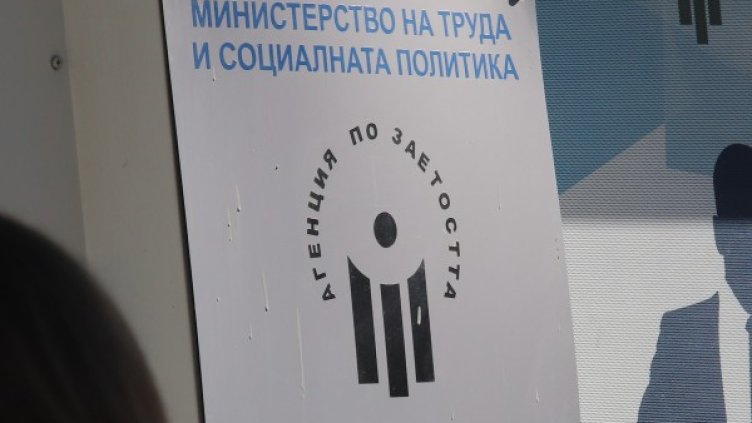 МИНИСТЕРСТВО НА ТРУДА
И СОЦИАЛНАТА ПОЛИТИКА
АГЕНЦИЯ ПО ЗАЕТОСТТА